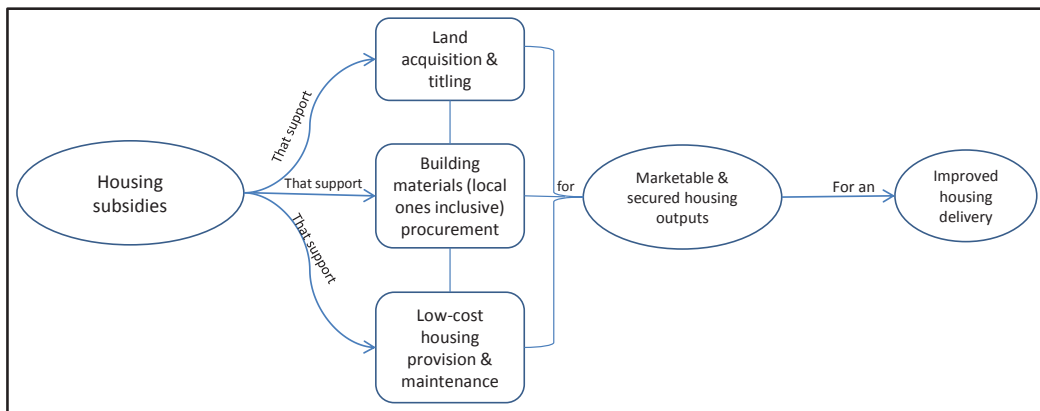 Housing
subsidies
That support
That support
That support
Land
acquisition &
titling
Building
materials (local
ones inclusive)
procurement
Low-cost
housing
provision &
maintenance
for
Marketable &
secured housing
outputs
For an
Improved
housing
delivery